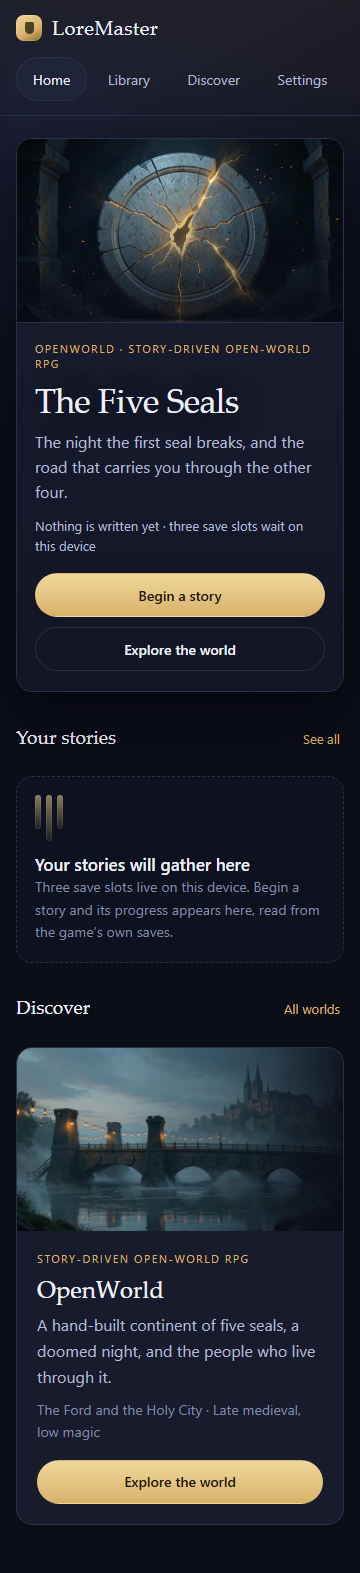 LoreMaster
Home
Library
Discover
Settings
OPENWORLD · STORY-DRIVEN OPEN-WORLD
RPG
The Five Seals
The night the first seal breaks, and the
road that carries you through the other
four.
Nothing is written yet · three save slots wait on
this device
Begin a story
Explore the world
Your stories
See all
Your stories will gather here
Three save slots live on this device. Begin a
story and its progress appears here, read from
the game’s own saves.
Discover
All worlds
STORY-DRIVEN OPEN-WORLD RPG
OpenWorld
A hand-built continent of five seals, a
doomed night, and the people who live
through it.
The Ford and the Holy City · Late medieval,
low magic
Explore the world